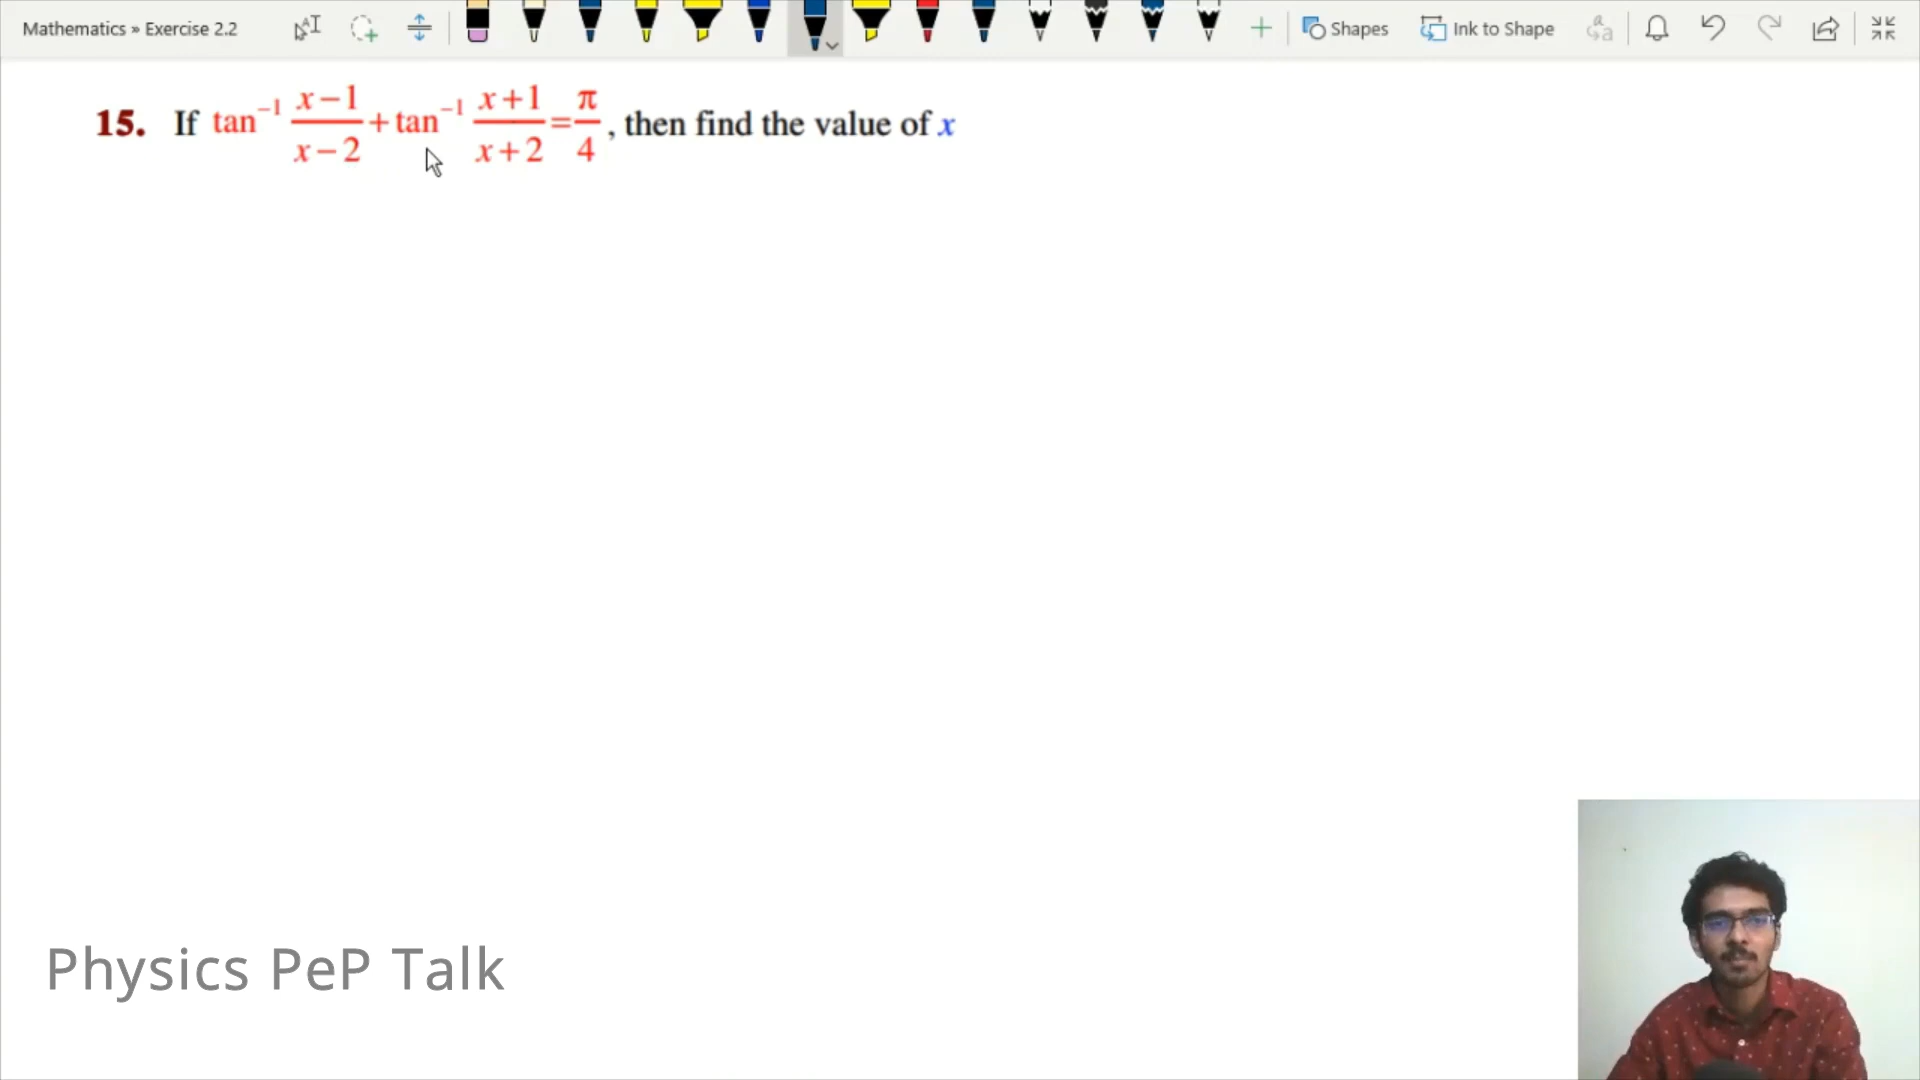 Mathematics » Exercise 2.2
Shapes
Ink to Shape
15. If tan⁻¹ (x−1)/(x−2) + tan⁻¹ (x+1)/(x+2) = π/4, then find the value of x
Physics PeP Talk